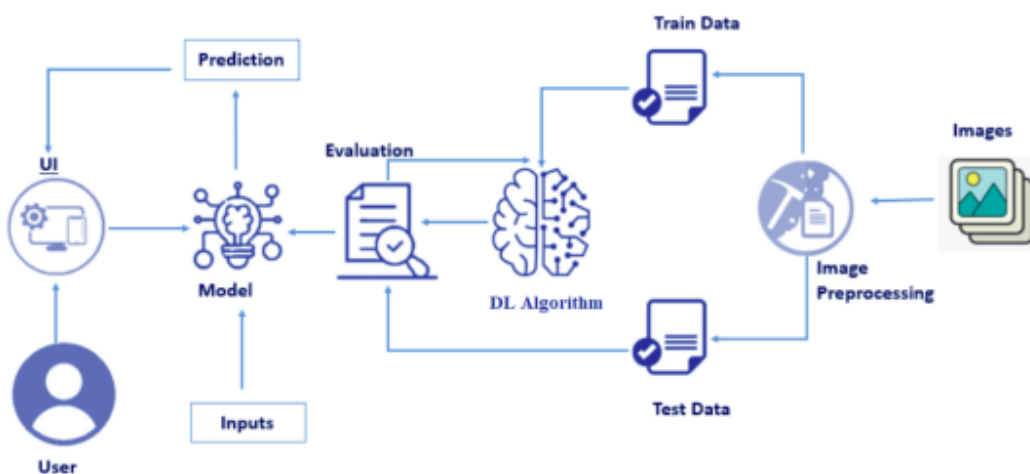 Train Data
Prediction
Images
Evaluation
UI
Model
DL Algorithm
Image
Preprocessing
Inputs
Test Data
User